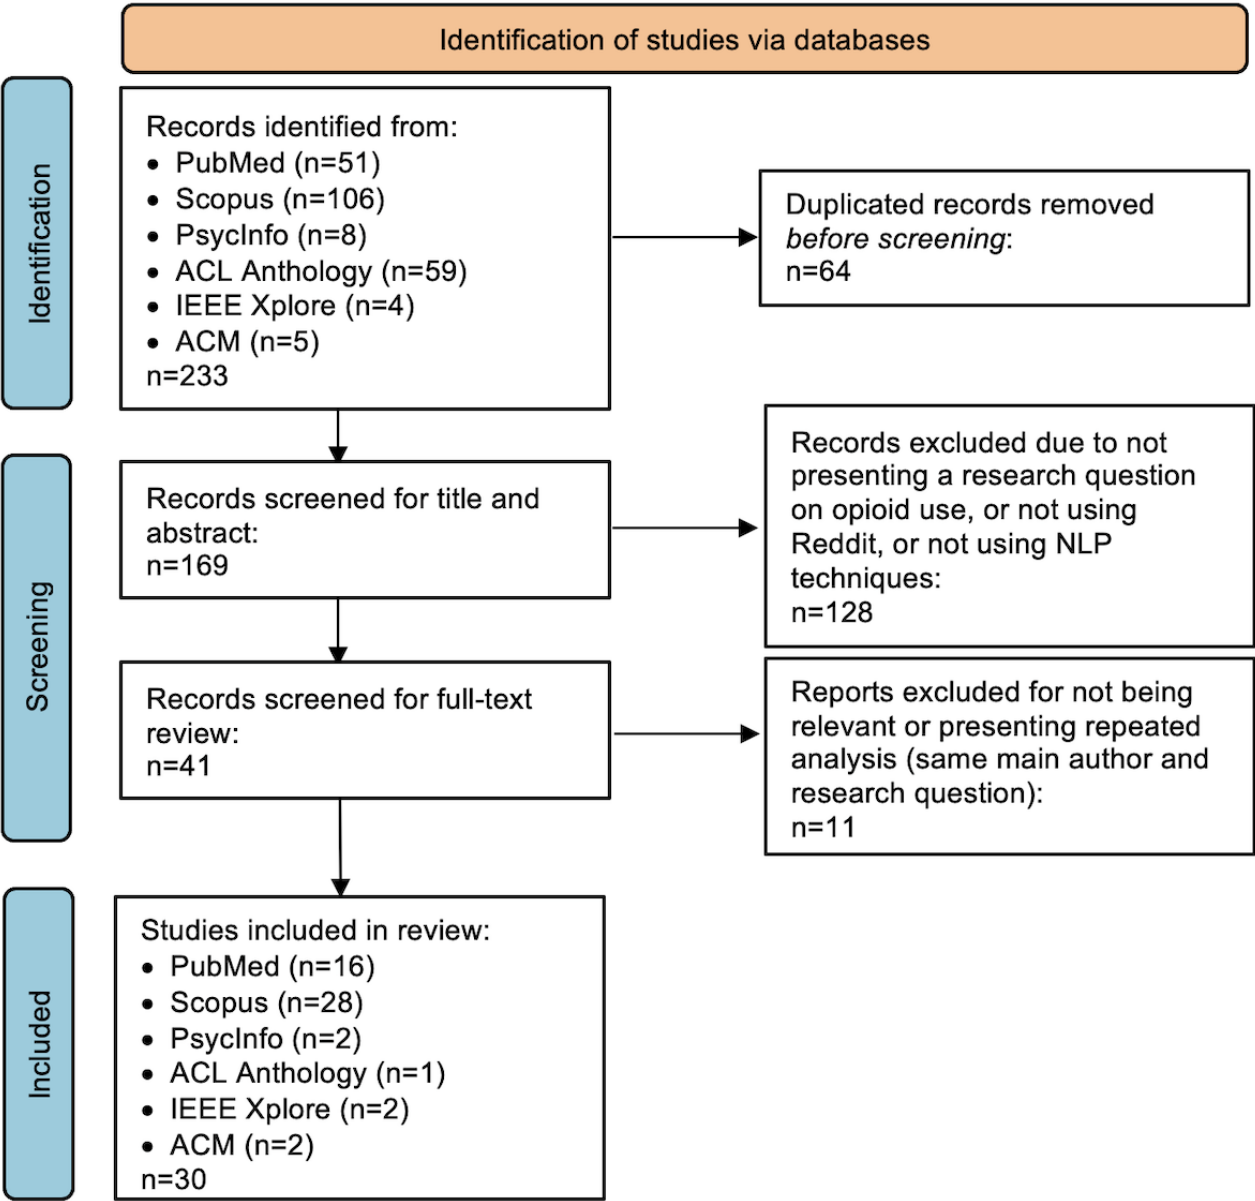 Identification of studies via databases
Identification
Records identified from:
• PubMed (n=51)
• Scopus (n=106)
• PsycInfo (n=8)
• ACL Anthology (n=59)
• IEEE Xplore (n=4)
• ACM (n=5)
n=233
Duplicated records removed
before screening:
n=64
Screening
Records screened for title and
abstract:
n=169
Records excluded due to not
presenting a research question
on opioid use, or not using
Reddit, or not using NLP
techniques:
n=128
Records screened for full-text
review:
n=41
Reports excluded for not being
relevant or presenting repeated
analysis (same main author and
research question):
n=11
Included
Studies included in review:
• PubMed (n=16)
• Scopus (n=28)
• PsycInfo (n=2)
• ACL Anthology (n=1)
• IEEE Xplore (n=2)
• ACM (n=2)
n=30